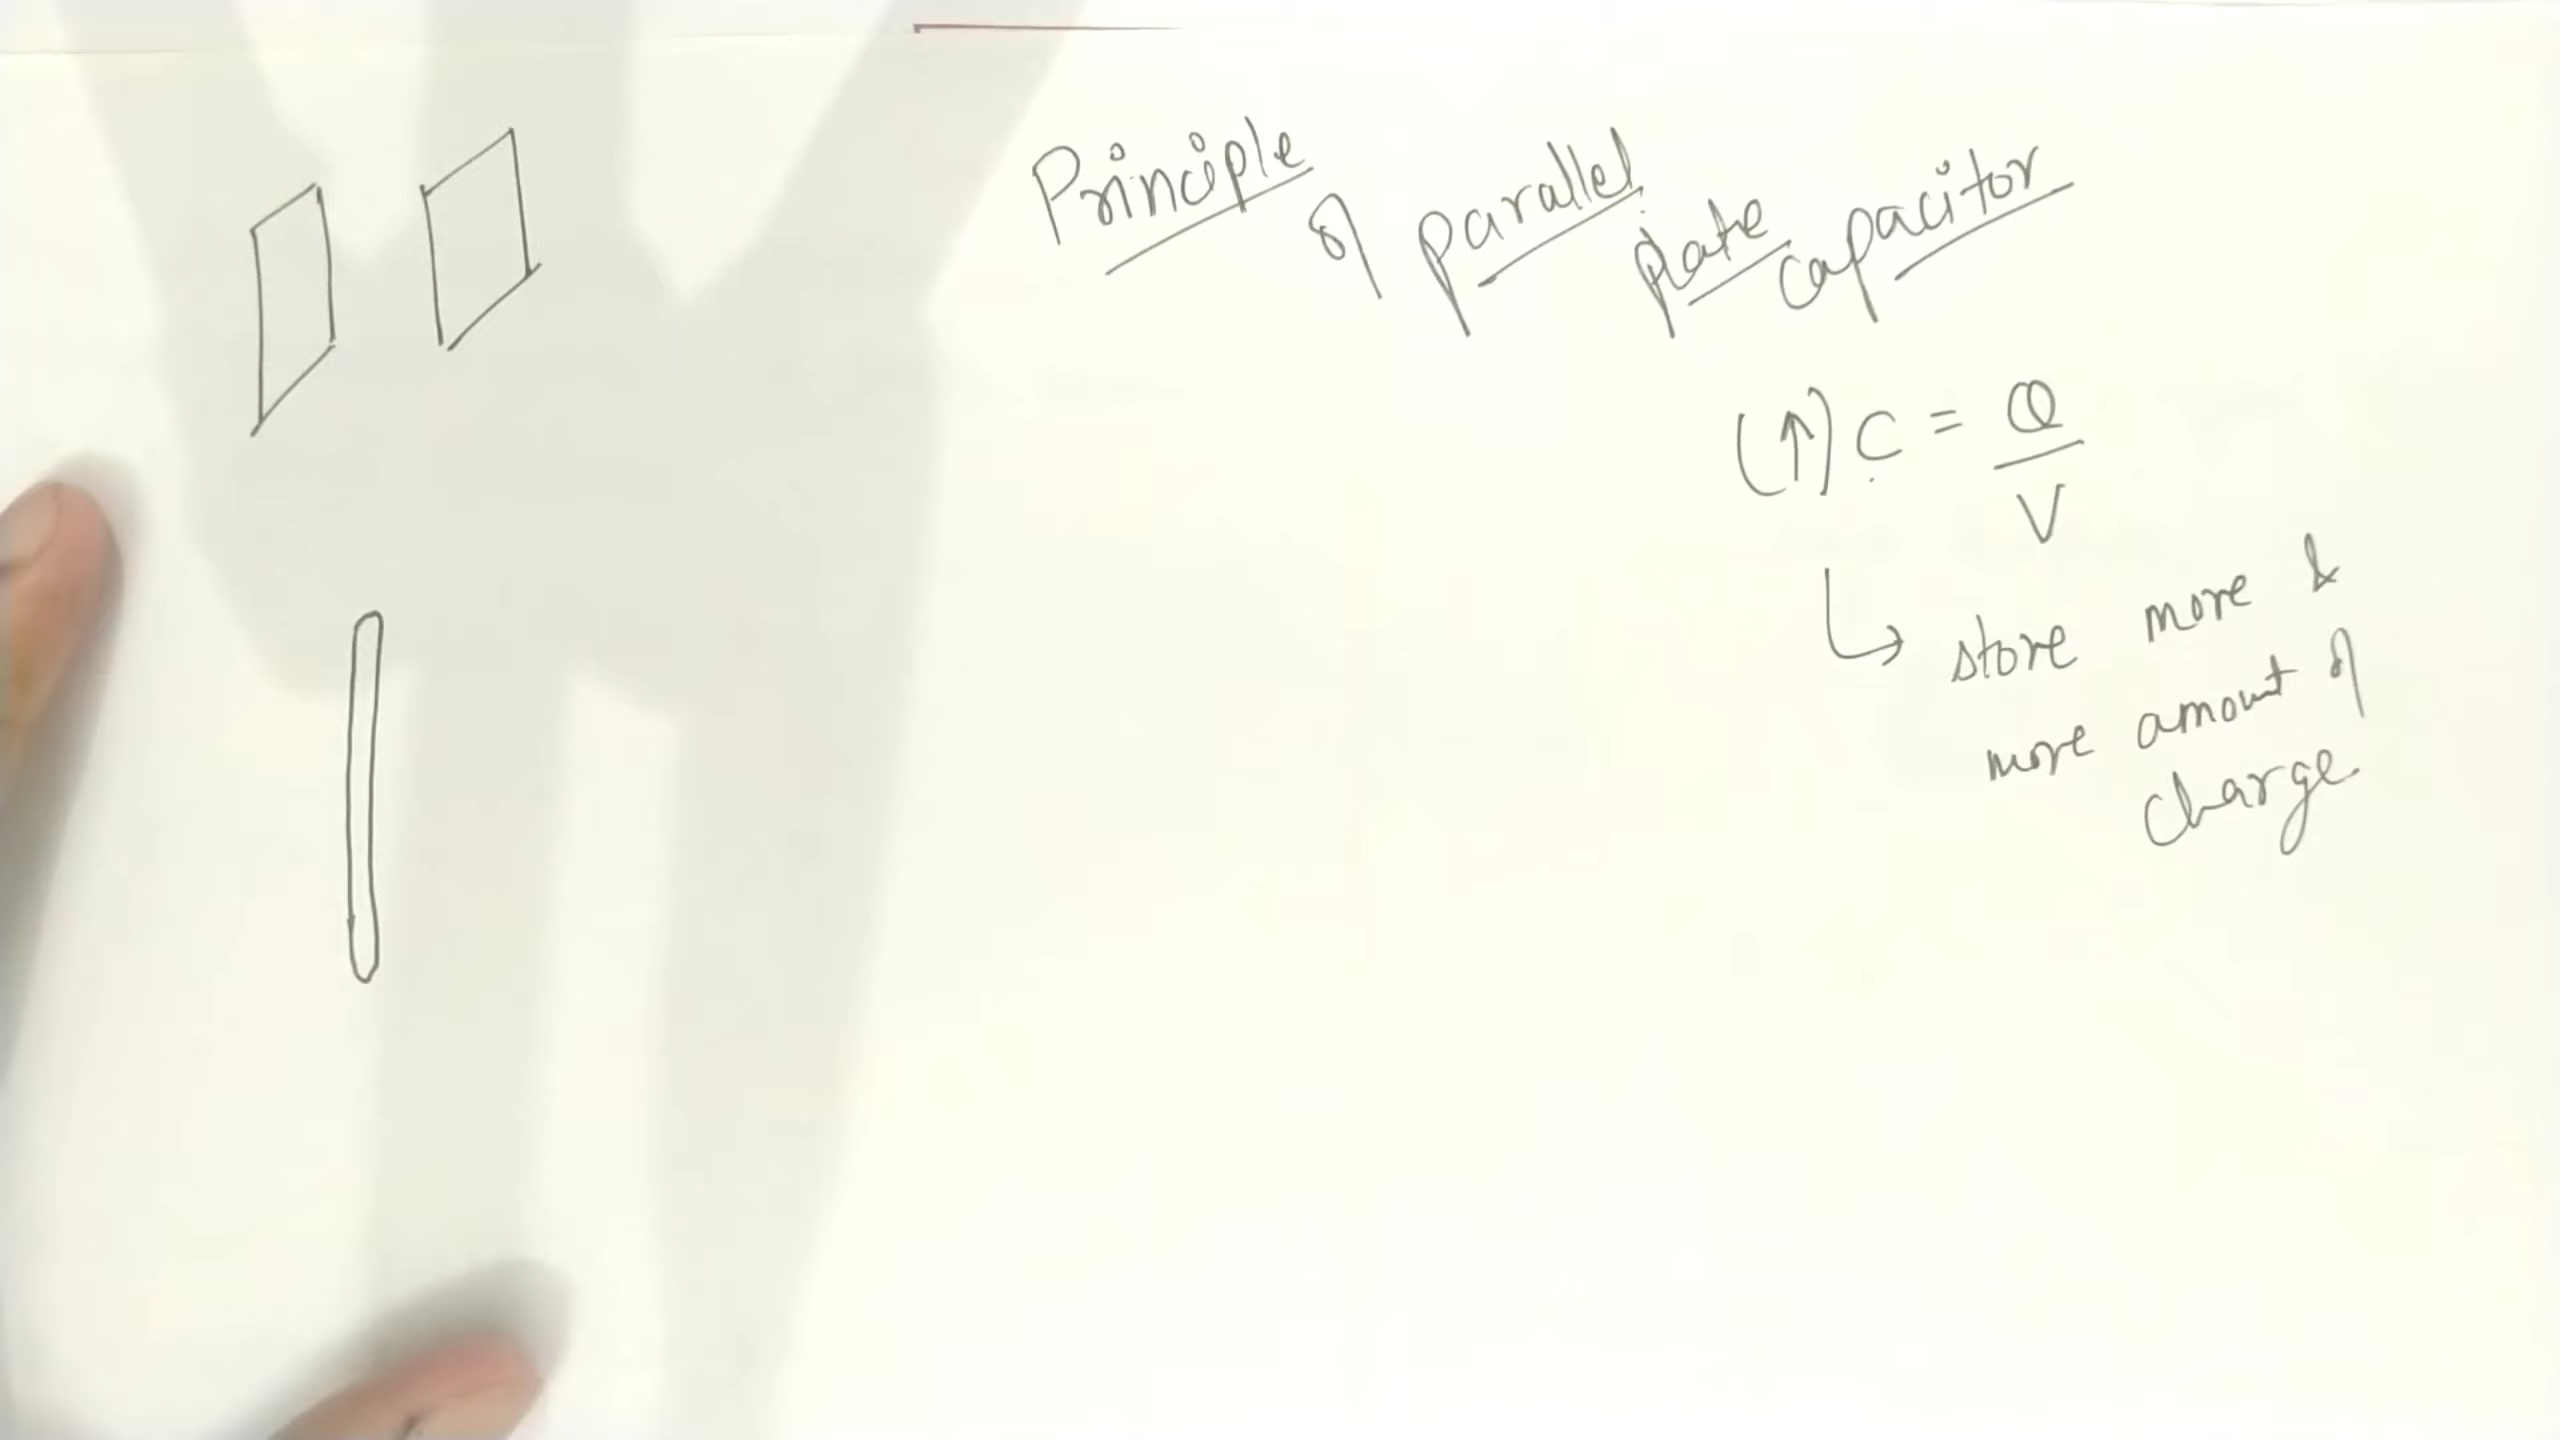 Principle of parallel plate capacitor
(↑) C = Q
V
↳ store more &
more amount of
charge